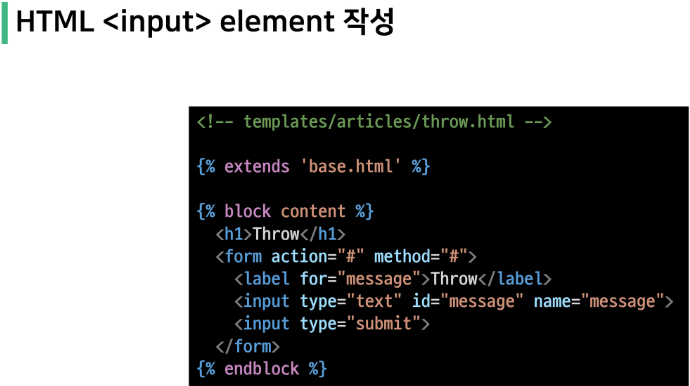 HTML <input> element 작성
<!-- templates/articles/throw.html -->
{% extends 'base.html' %}
{% block content %}
<h1>Throw</h1>
<form action="#" method="#">
<label for="message">Throw</label>
<input type="text" id="message" name="message">
<input type="submit">
</form>
{% endblock %}